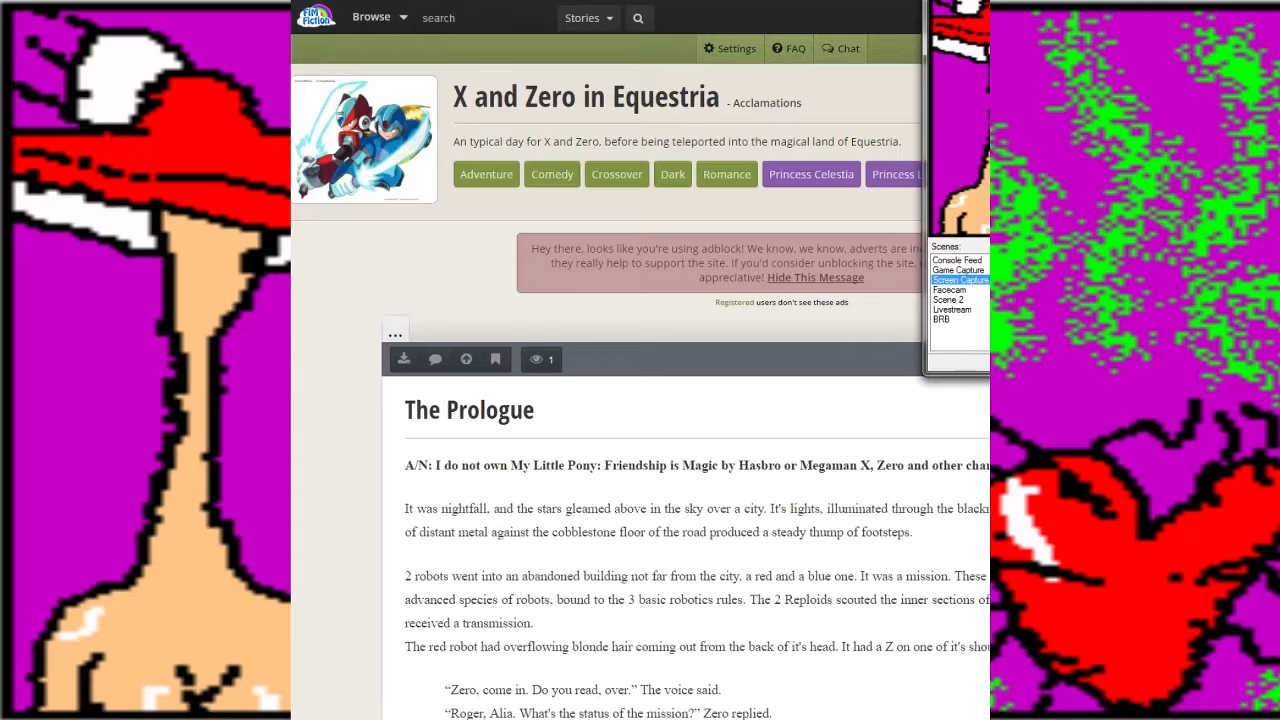 FiM Fiction
Browse
search
Stories
Settings
FAQ
Chat
X and Zero in Equestria - Acclamations
An typical day for X and Zero, before being teleported into the magical land of Equestria.
Adventure
Comedy
Crossover
Dark
Romance
Princess Celestia
Princess L
Hey there, looks like you're using adblock! We know, we know, adverts are in
they really help to support the site. If you'd consider unblocking the site,
appreciative! Hide This Message
Registered users don't see these ads
Scenes:
Console Feed
Game Capture
Screen Capture
Facecam
Scene 2
Livestream
BRB
...
1
The Prologue
A/N: I do not own My Little Pony: Friendship is Magic by Hasbro or Megaman X, Zero and other char
It was nightfall, and the stars gleamed above in the sky over a city. It's lights, illuminated through the black
of distant metal against the cobblestone floor of the road produced a steady thump of footsteps.
2 robots went into an abandoned building not far from the city, a red and a blue one. It was a mission. These
advanced species of robots, bound to the 3 basic robotics rules. The 2 Reploids scouted the inner sections of
received a transmission.
The red robot had overflowing blonde hair coming out from the back of it's head. It had a Z on one of it's shou
“Zero, come in. Do you read, over.” The voice said.
“Roger, Alia. What's the status of the mission?” Zero replied.